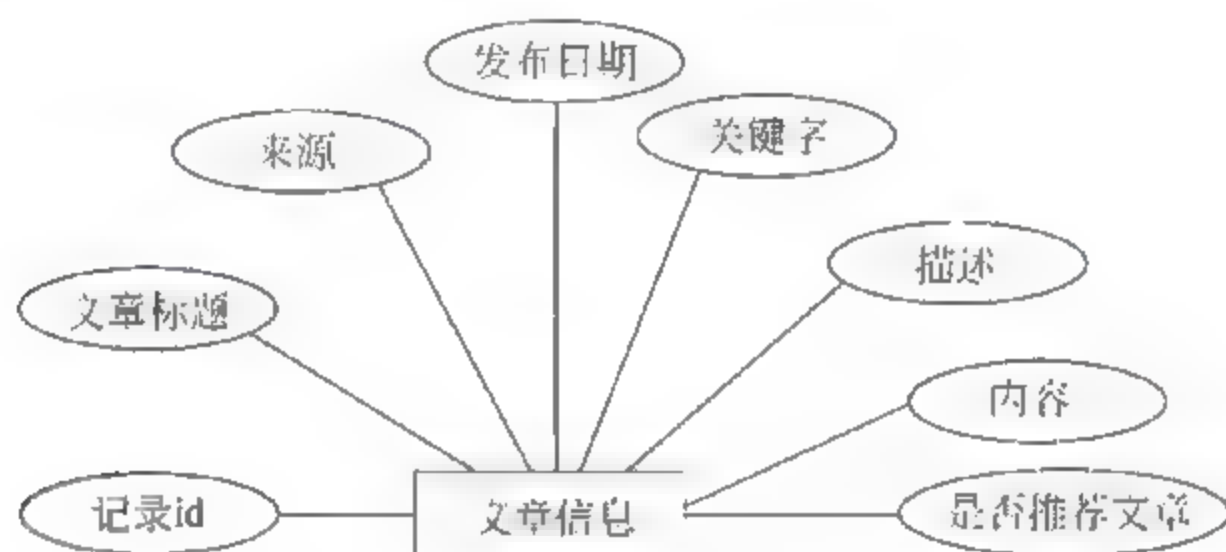 发布日期
来源
关键字
描述
文章标题
内容
记录id
文章信息
是否推荐文章